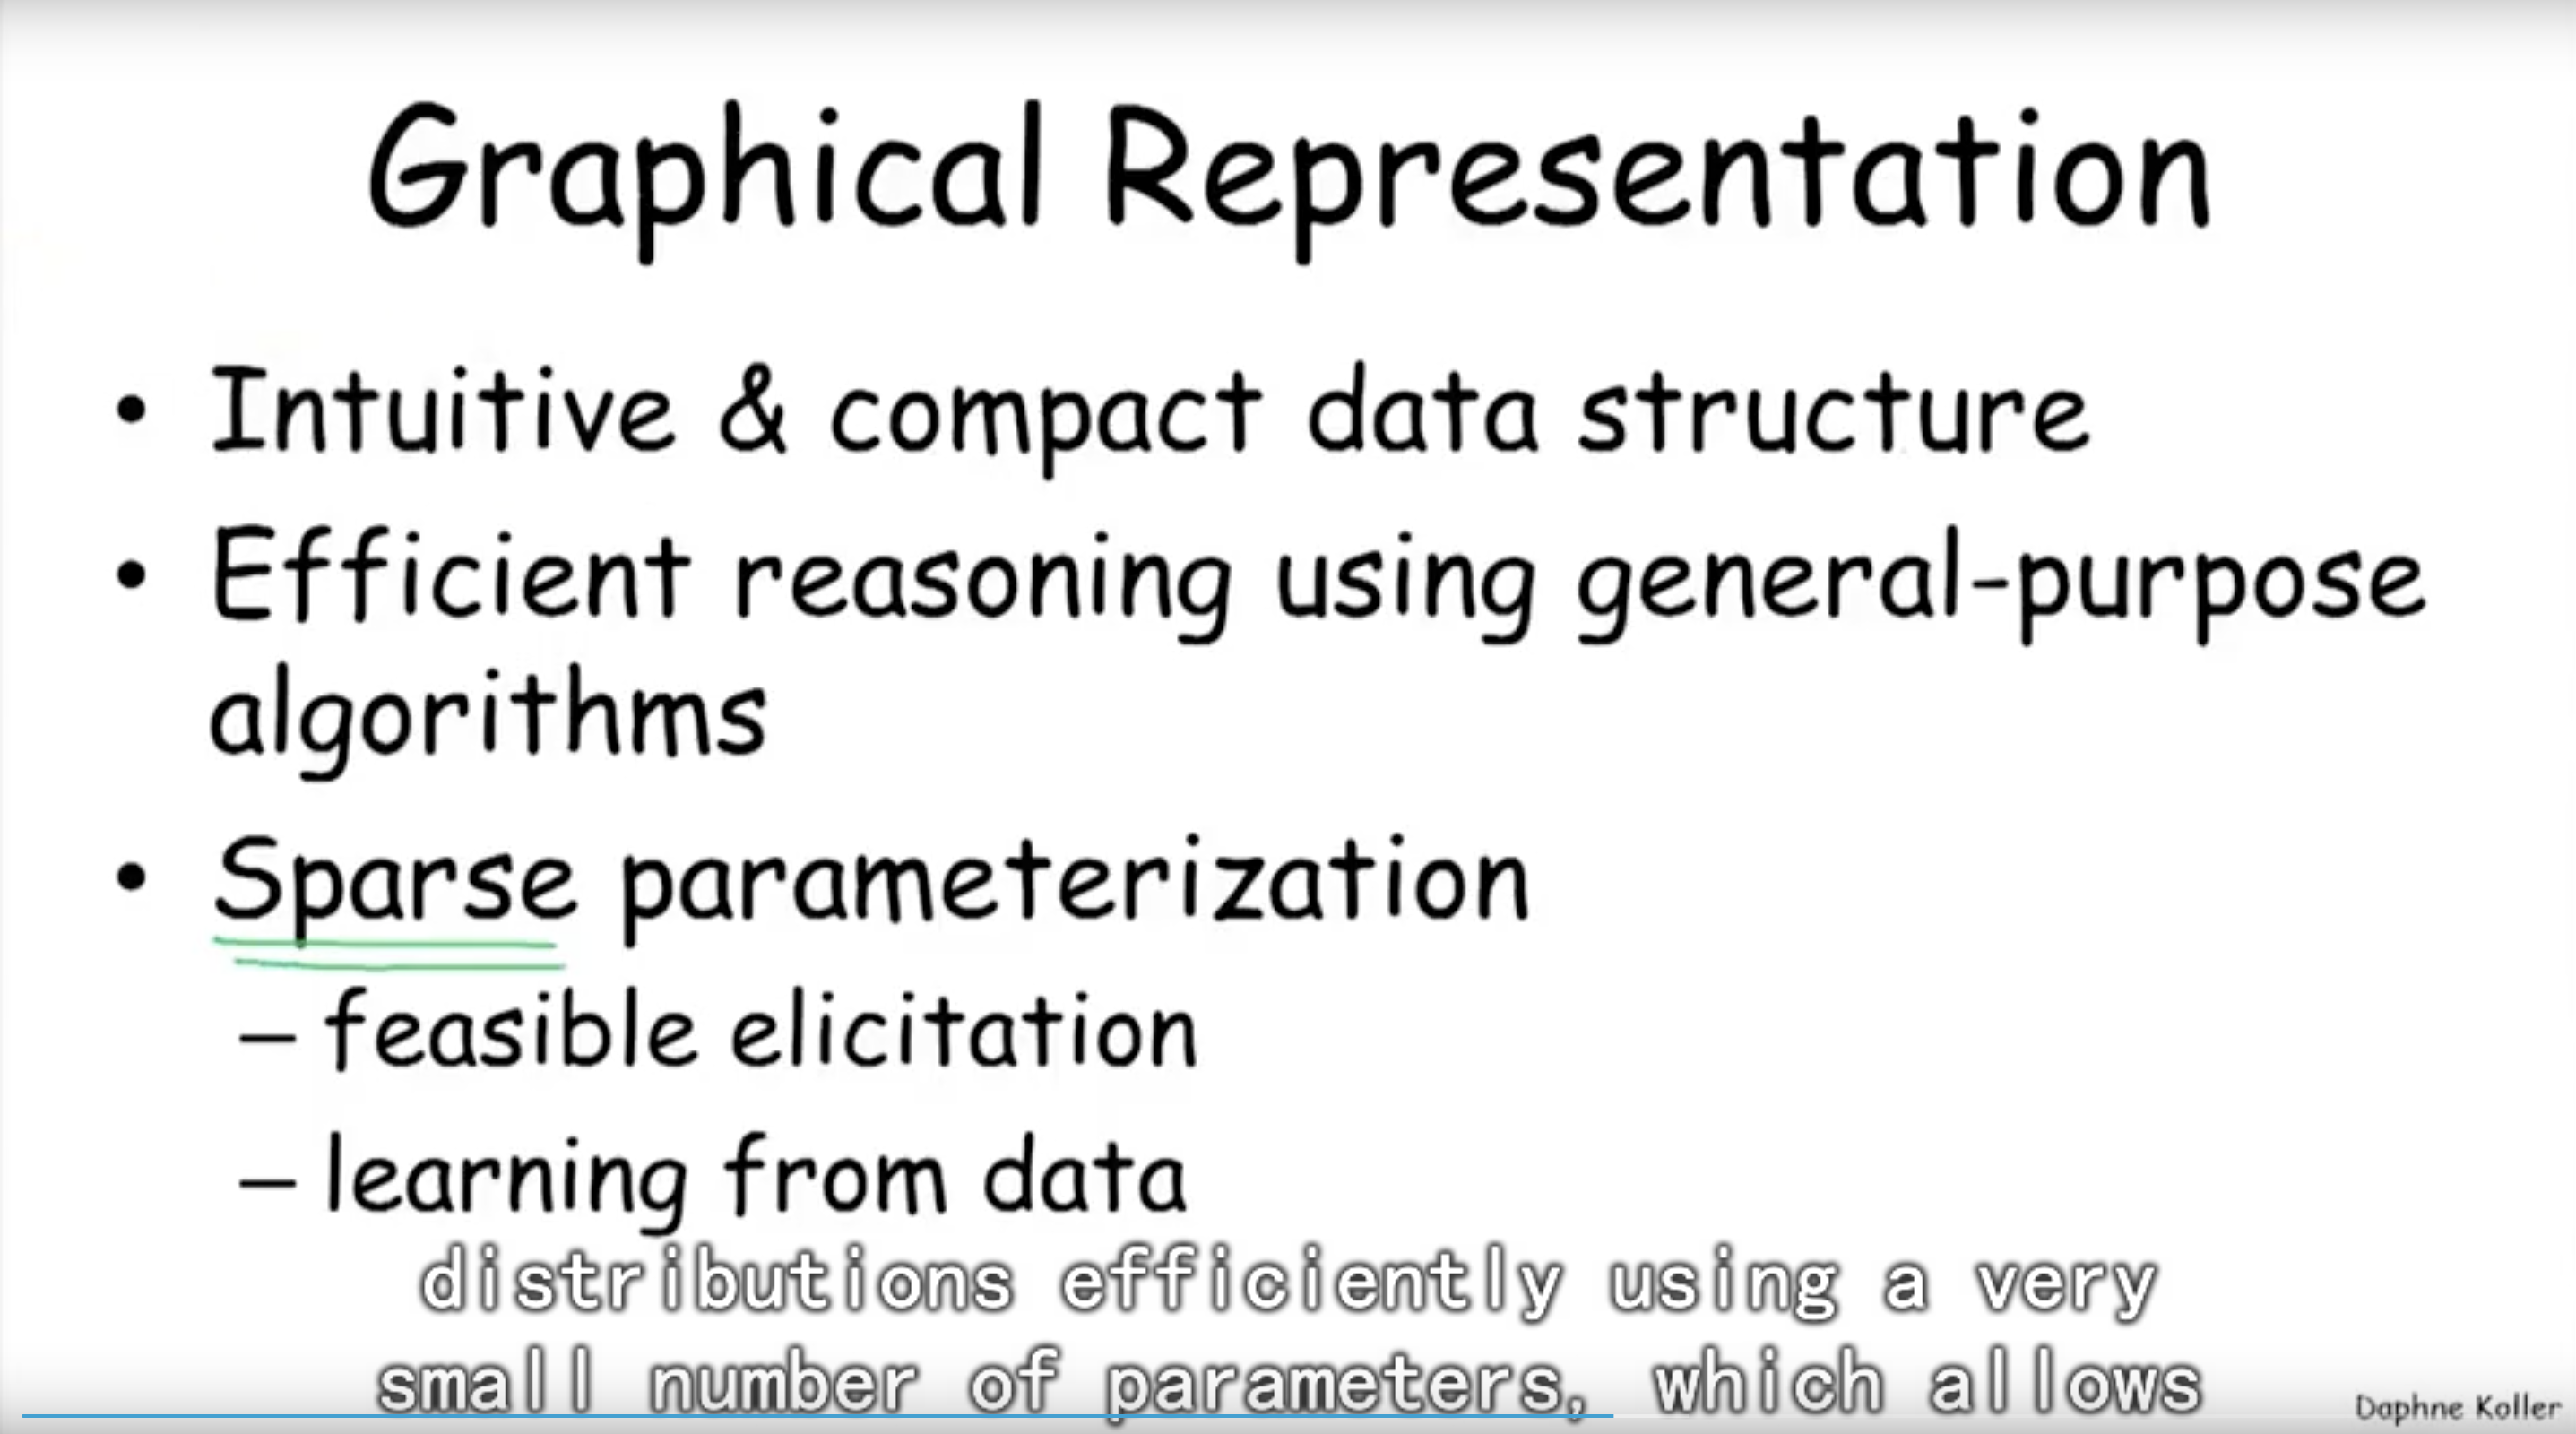 Graphical Representation
• Intuitive & compact data structure
• Efficient reasoning using general-purpose
algorithms
• Sparse parameterization
– feasible elicitation
– learning from data
distributions efficiently using a very
small number of parameters, which allows
Daphne Koller